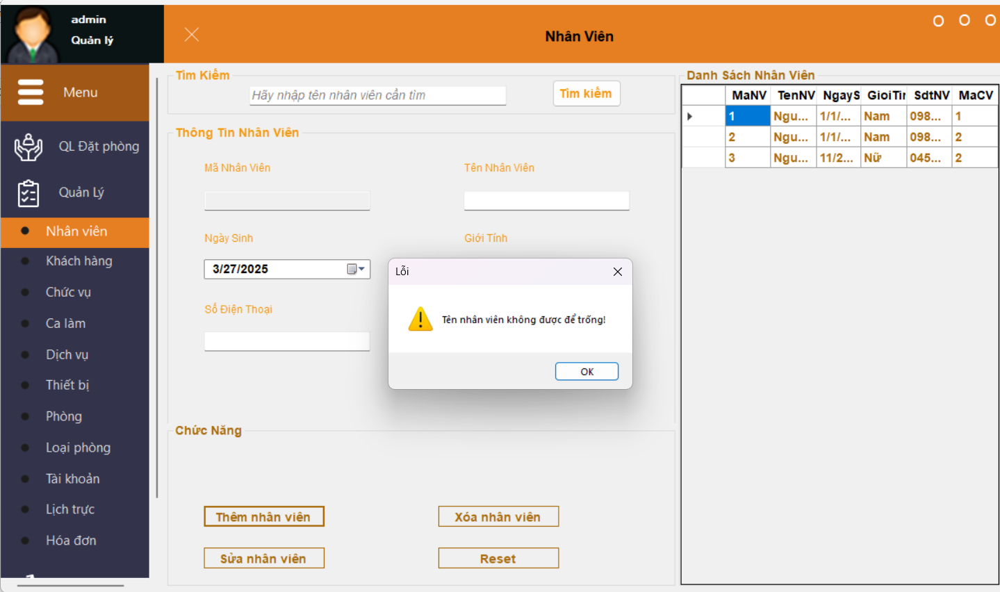 admin
Quản lý
Nhân Viên
Menu
QL Đặt phòng
Quản Lý
Nhân viên
Khách hàng
Chức vụ
Ca làm
Dịch vụ
Thiết bị
Phòng
Loại phòng
Tài khoản
Lịch trực
Hóa đơn
Tìm Kiếm
Hãy nhập tên nhân viên cần tìm
Tìm kiếm
Thông Tin Nhân Viên
Mã Nhân Viên
Tên Nhân Viên
Ngày Sinh
Giới Tính
3/27/2025
Số Điện Thoại
Lỗi
Tên nhân viên không được để trống!
OK
Chức Năng
Thêm nhân viên
Xóa nhân viên
Sửa nhân viên
Reset
Danh Sách Nhân Viên
MaNV TenNV NgayS GioiTin SdtNV MaCV
1 Ngu... 1/1/... Nam 098... 1
2 Ngu... 1/1/... Nam 098... 2
3 Ngu... 11/2... Nữ 045... 2